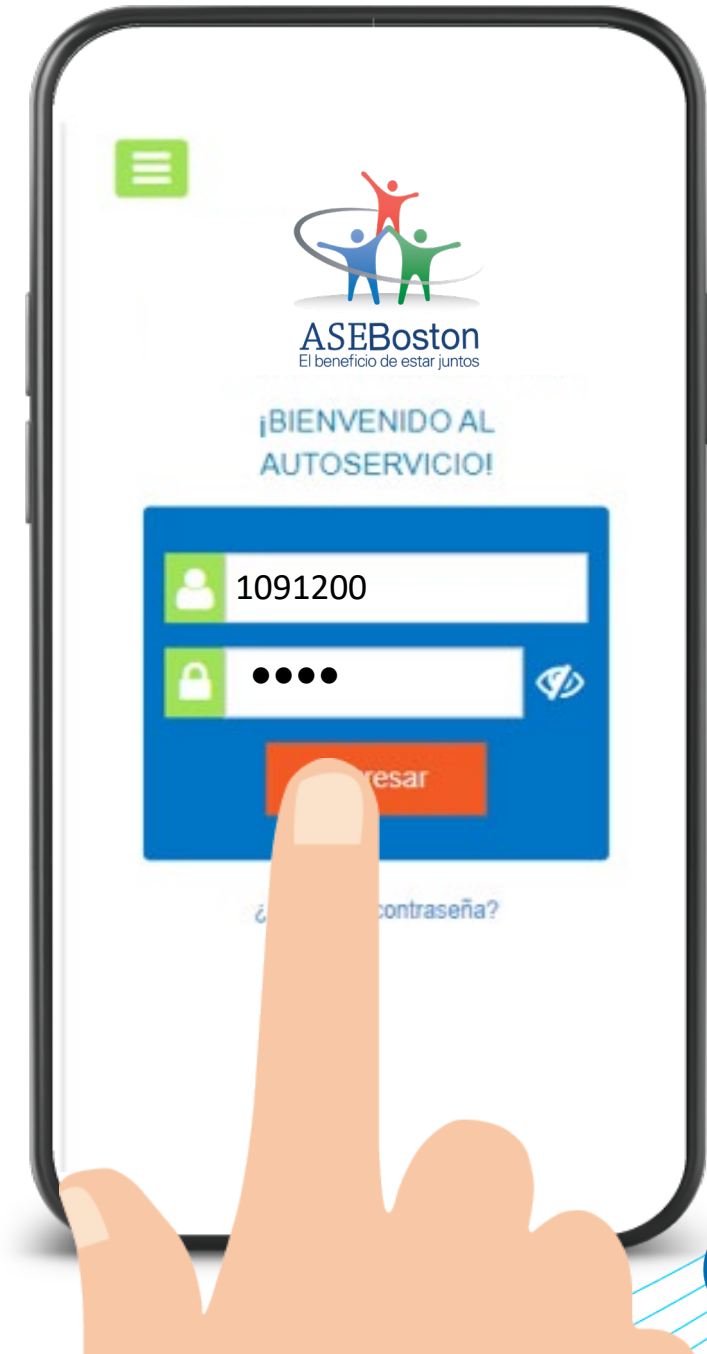 ASEBoston
El beneficio de estar juntos
¡BIENVENIDO AL
AUTOSERVICIO!
1091200
••••
resar
¿ contraseña?